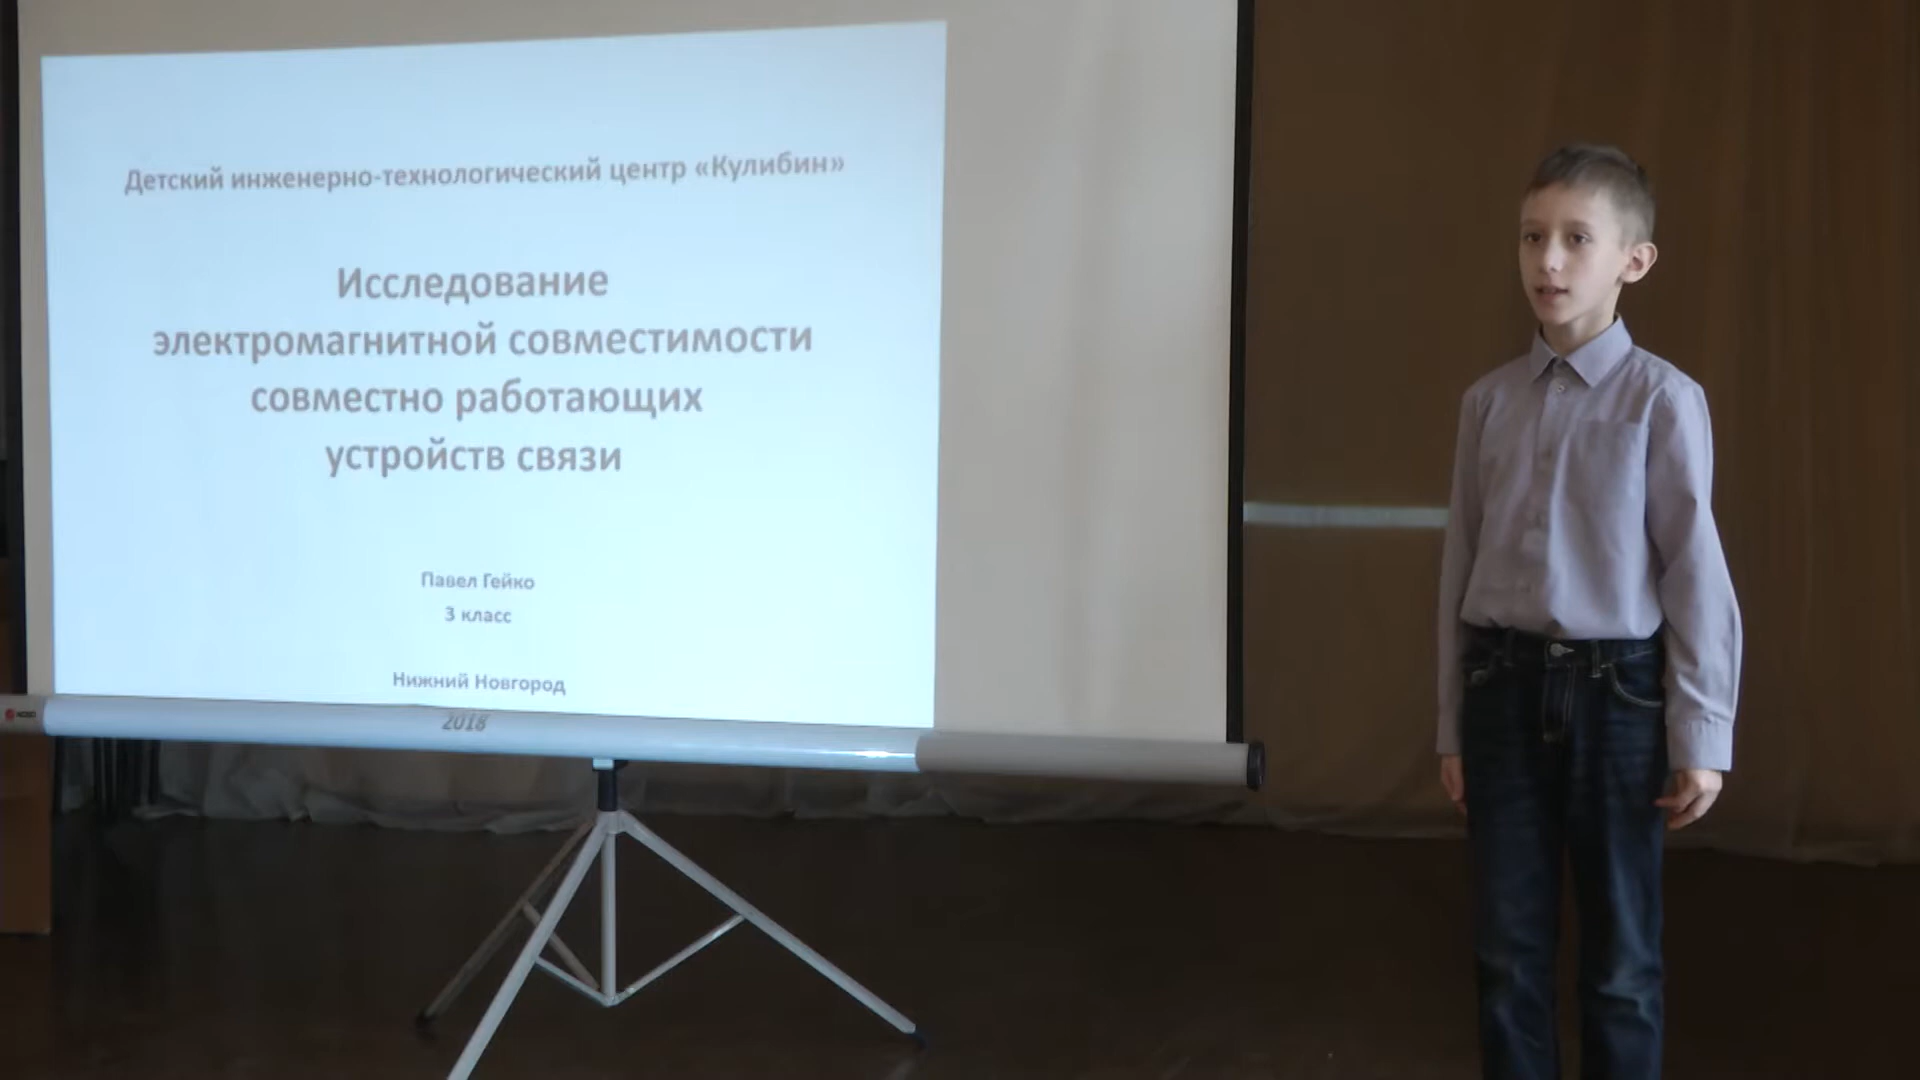 Детский инженерно-технологический центр «Кулибин»
Исследование
электромагнитной совместимости
совместно работающих
устройств связи
Павел Гейко
3 класс
Нижний Новгород
2018